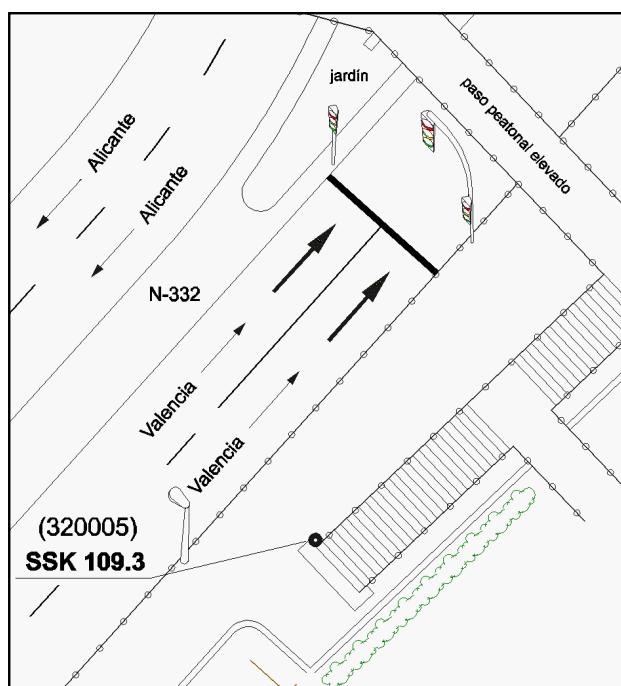 jardín
paso peatonal elevado
Alicante
Alicante
N-332
Valencia
Valencia
(320005)
SSK 109.3